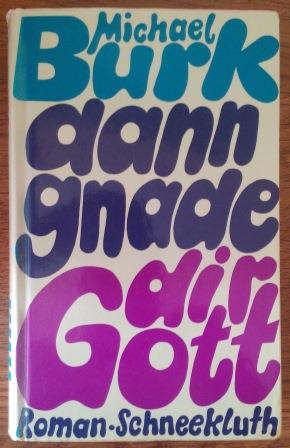 Michael
Burk
dann
gnade
dir
Gott
Roman-Schneekluth